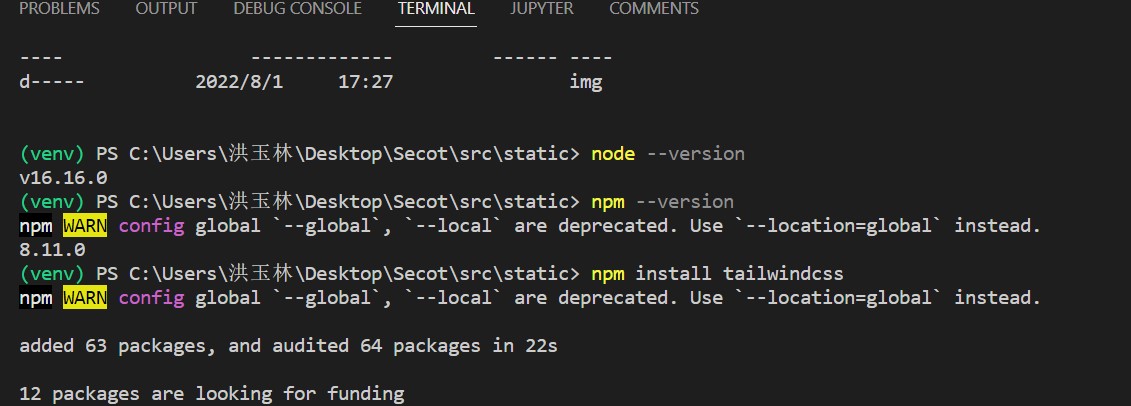 PROBLEMS OUTPUT DEBUG CONSOLE TERMINAL JUPYTER COMMENTS
---- ------------- ------ ----
d----- 2022/8/1 17:27 img
(venv) PS C:\Users\洪玉林\Desktop\Secot\src\static> node --version
v16.16.0
(venv) PS C:\Users\洪玉林\Desktop\Secot\src\static> npm --version
npm WARN config global `--global`, `--local` are deprecated. Use `--location=global` instead.
8.11.0
(venv) PS C:\Users\洪玉林\Desktop\Secot\src\static> npm install tailwindcss
npm WARN config global `--global`, `--local` are deprecated. Use `--location=global` instead.
added 63 packages, and audited 64 packages in 22s
12 packages are looking for funding